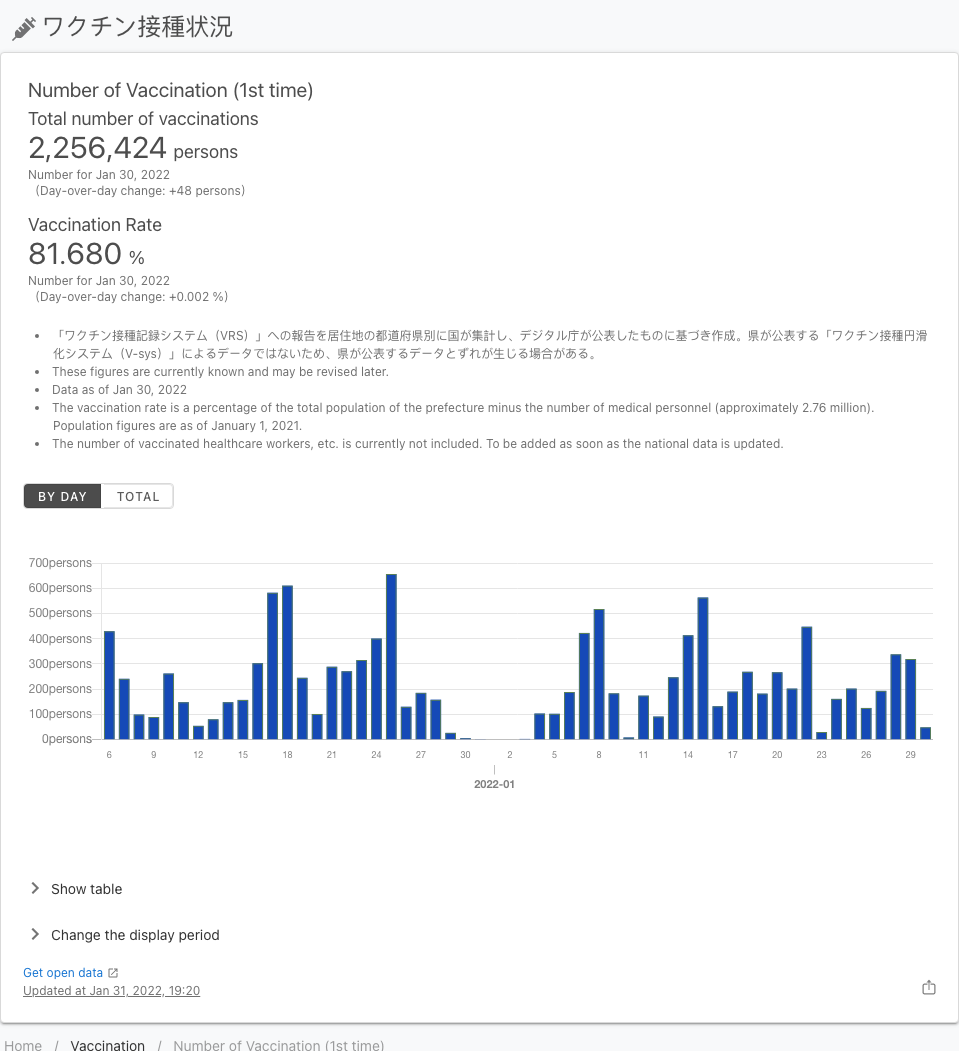 ワクチン接種状況
Number of Vaccination (1st time)
Total number of vaccinations
2,256,424 persons
Number for Jan 30, 2022
（Day-over-day change: +48 persons）
Vaccination Rate
81.680 %
Number for Jan 30, 2022
（Day-over-day change: +0.002 %）
• 「ワクチン接種記録システム（VRS）」への報告を居住地の都道府県別に国が集計し、デジタル庁が公表したものに基づき作成。県が公表する「ワクチン接種円滑
化システム（V-sys）」によるデータではないため、県が公表するデータとずれが生じる場合がある。
• These figures are currently known and may be revised later.
• Data as of Jan 30, 2022
• The vaccination rate is a percentage of the total population of the prefecture minus the number of medical personnel (approximately 2.76 million).
Population figures are as of January 1, 2021.
• The number of vaccinated healthcare workers, etc. is currently not included. To be added as soon as the national data is updated.
BY DAY TOTAL
700persons
600persons
500persons
400persons
300persons
200persons
100persons
0persons
6 9 12 15 18 21 24 27 30 2 5 8 11 14 17 20 23 26 29
2022-01
Show table
Change the display period
Get open data
Updated at Jan 31, 2022, 19:20
Home / Vaccination / Number of Vaccination (1st time)